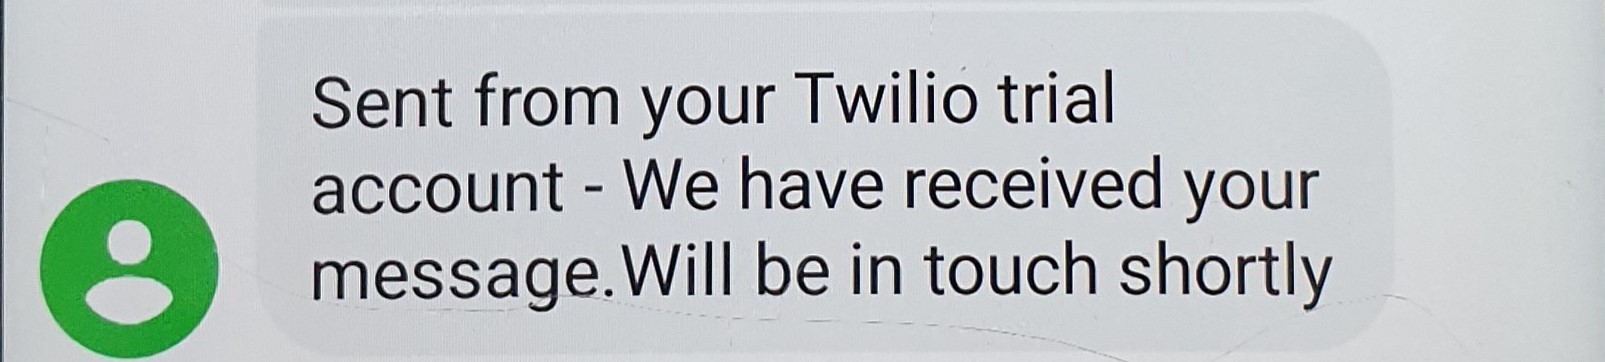 Sent from your Twilio trial
account - We have received your
message.Will be in touch shortly